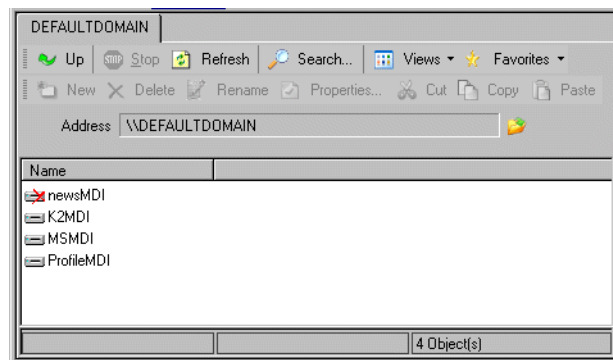 DEFAULTDOMAIN
Up STOP Stop Refresh Search... Views Favorites
New Delete Rename Properties... Cut Copy Paste
Address \\DEFAULTDOMAIN
Name
newsMDI
K2MDI
MSMDI
ProfileMDI
4 Object(s)